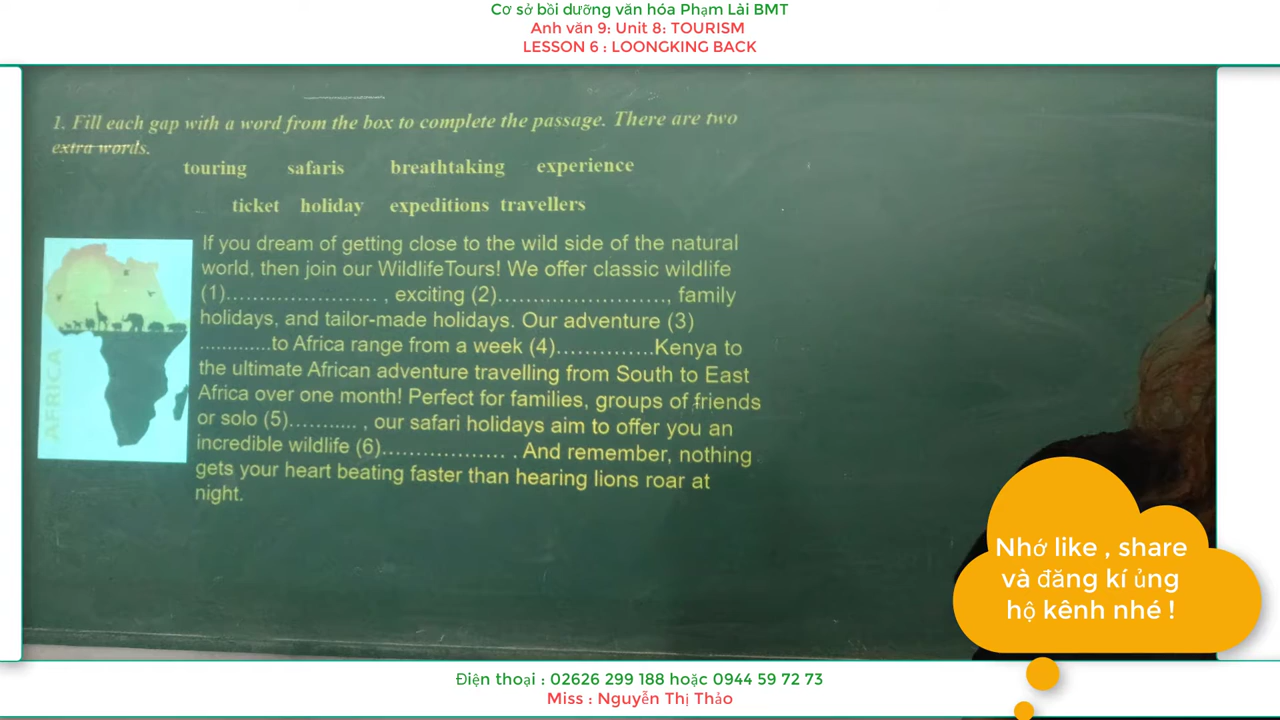 Cơ sở bồi dưỡng văn hóa Phạm Lài BMT
Anh văn 9: Unit 8: TOURISM
LESSON 6 : LOONGKING BACK
1. Fill each gap with a word from the box to complete the passage. There are two
extra words.
touring safaris breathtaking experience
ticket holiday expeditions travellers
If you dream of getting close to the wild side of the natural
world, then join our WildlifeTours! We offer classic wildlife
(1)…………………… , exciting (2)……………………, family
holidays, and tailor-made holidays. Our adventure (3)
.............to Africa range from a week (4)………….Kenya to
the ultimate African adventure travelling from South to East
Africa over one month! Perfect for families, groups of friends
or solo (5)……….... , our safari holidays aim to offer you an
incredible wildlife (6)……………… . And remember, nothing
gets your heart beating faster than hearing lions roar at
night.
AFRICA
Nhớ like , share
và đăng kí ủng
hộ kênh nhé !
Điện thoại : 02626 299 188 hoặc 0944 59 72 73
Miss : Nguyễn Thị Thảo